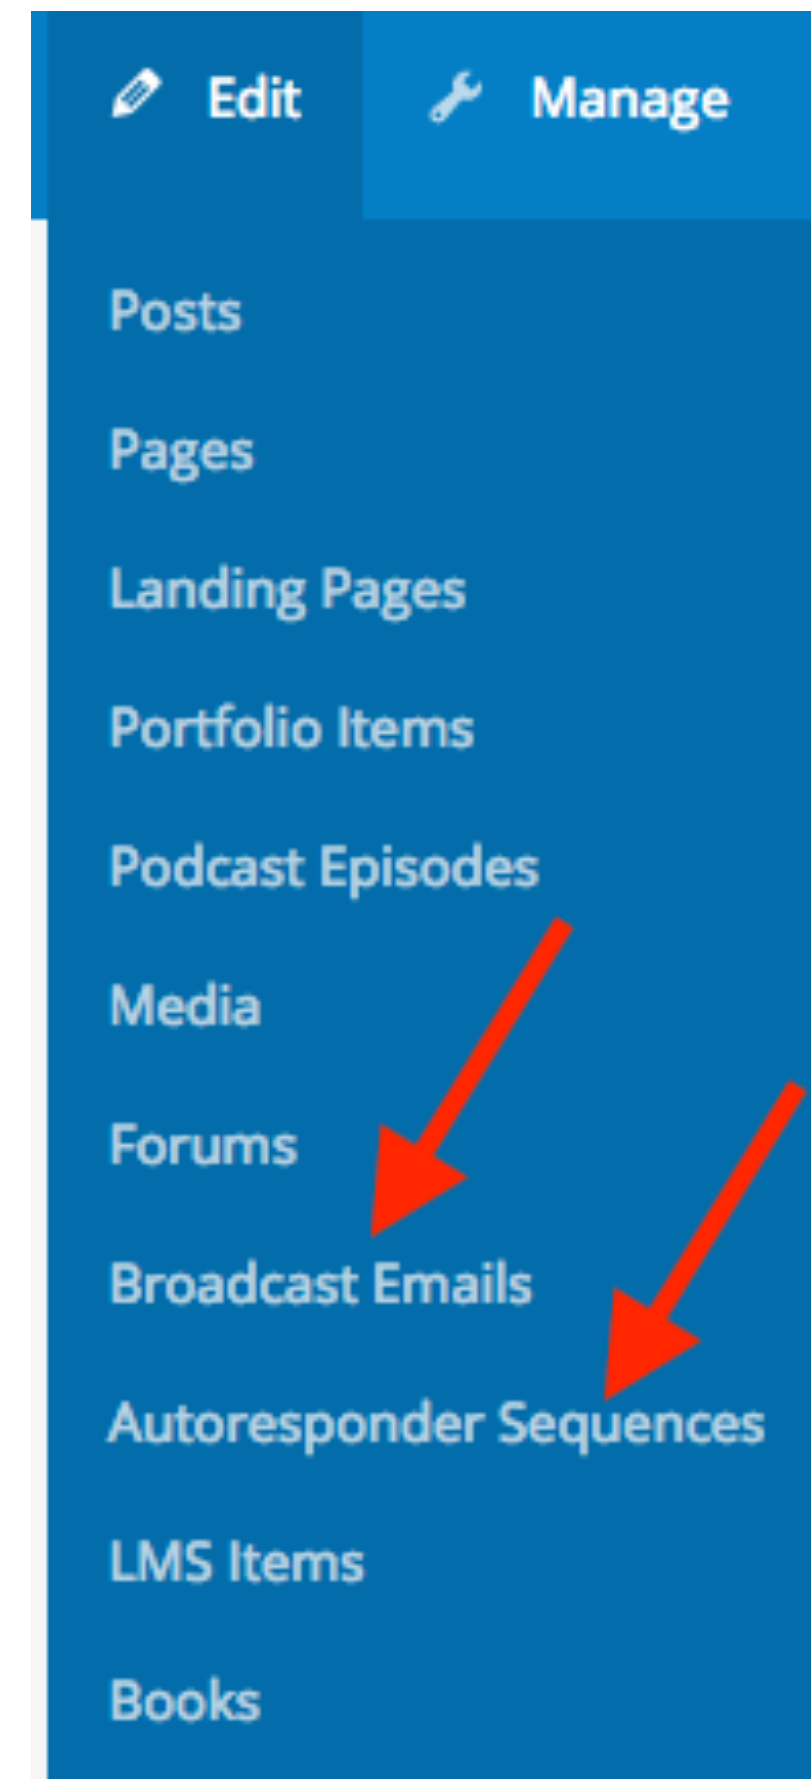 Edit Manage
Posts
Pages
Landing Pages
Portfolio Items
Podcast Episodes
Media
Forums
Broadcast Emails
Autoresponder Sequences
LMS Items
Books